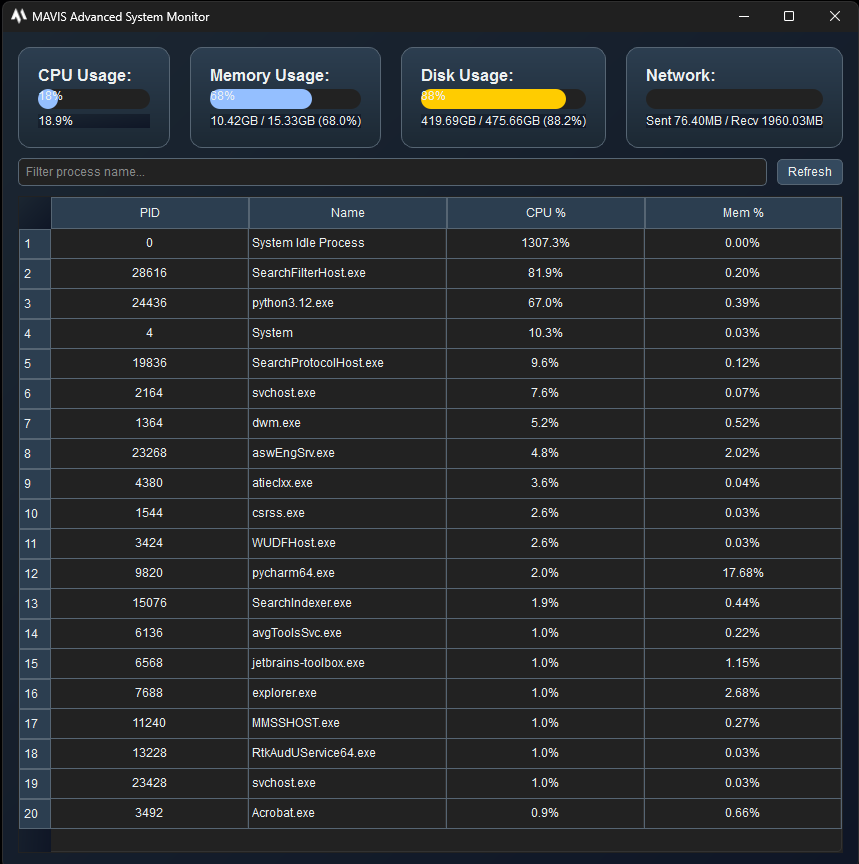 MAVIS Advanced System Monitor
CPU Usage: Memory Usage: Disk Usage: Network:
18% 68% 88%
18.9% 10.42GB / 15.33GB (68.0%) 419.69GB / 475.66GB (88.2%) Sent 76.40MB / Recv 1960.03MB
Filter process name... Refresh
PID Name CPU % Mem %
1 0 System Idle Process 1307.3% 0.00%
2 28616 SearchFilterHost.exe 81.9% 0.20%
3 24436 python3.12.exe 67.0% 0.39%
4 4 System 10.3% 0.03%
5 19836 SearchProtocolHost.exe 9.6% 0.12%
6 2164 svchost.exe 7.6% 0.07%
7 1364 dwm.exe 5.2% 0.52%
8 23268 aswEngSrv.exe 4.8% 2.02%
9 4380 atieclxx.exe 3.6% 0.04%
10 1544 csrss.exe 2.6% 0.03%
11 3424 WUDFHost.exe 2.6% 0.03%
12 9820 pycharm64.exe 2.0% 17.68%
13 15076 SearchIndexer.exe 1.9% 0.44%
14 6136 avgToolsSvc.exe 1.0% 0.22%
15 6568 jetbrains-toolbox.exe 1.0% 1.15%
16 7688 explorer.exe 1.0% 2.68%
17 11240 MMSSHOST.exe 1.0% 0.27%
18 13228 RtkAudUService64.exe 1.0% 0.03%
19 23428 svchost.exe 1.0% 0.03%
20 3492 Acrobat.exe 0.9% 0.66%